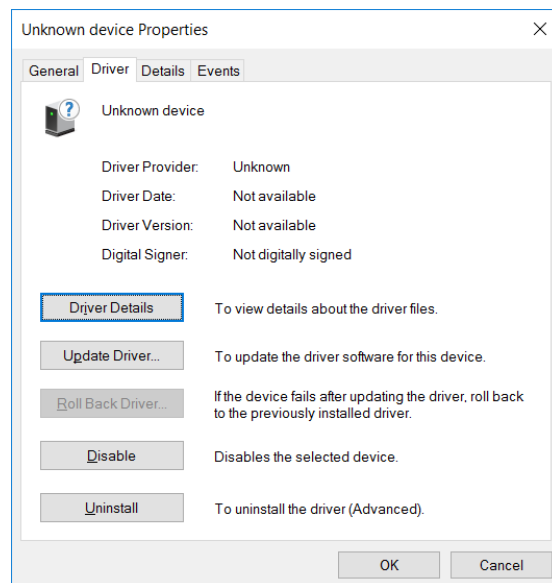 Unknown device Properties
General Driver Details Events
Unknown device
Driver Provider: Unknown
Driver Date: Not available
Driver Version: Not available
Digital Signer: Not digitally signed
Driver Details To view details about the driver files.
Update Driver... To update the driver software for this device.
Roll Back Driver... If the device fails after updating the driver, roll back
to the previously installed driver.
Disable Disables the selected device.
Uninstall To uninstall the driver (Advanced).
OK Cancel